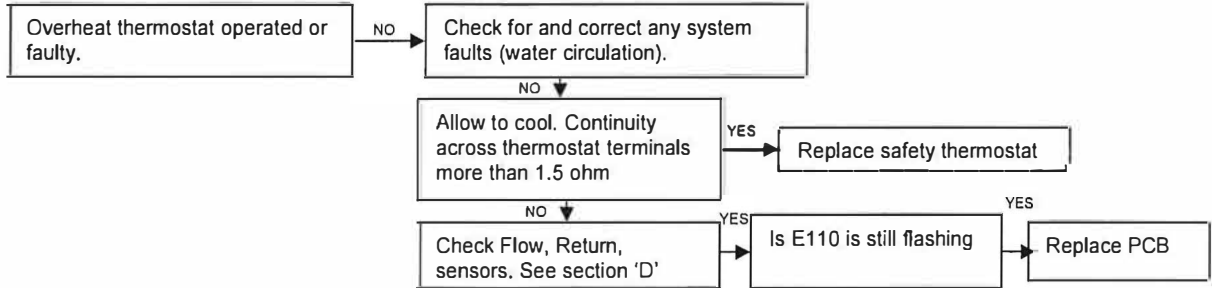 Overheat thermostat operated or
faulty.
NO
Check for and correct any system
faults (water circulation).
NO
Allow to cool. Continuity
across thermostat terminals
more than 1.5 ohm
YES
Replace safety thermostat
NO
Check Flow, Return,
sensors. See section ‘D’
YES
Is E110 is still flashing
YES
Replace PCB